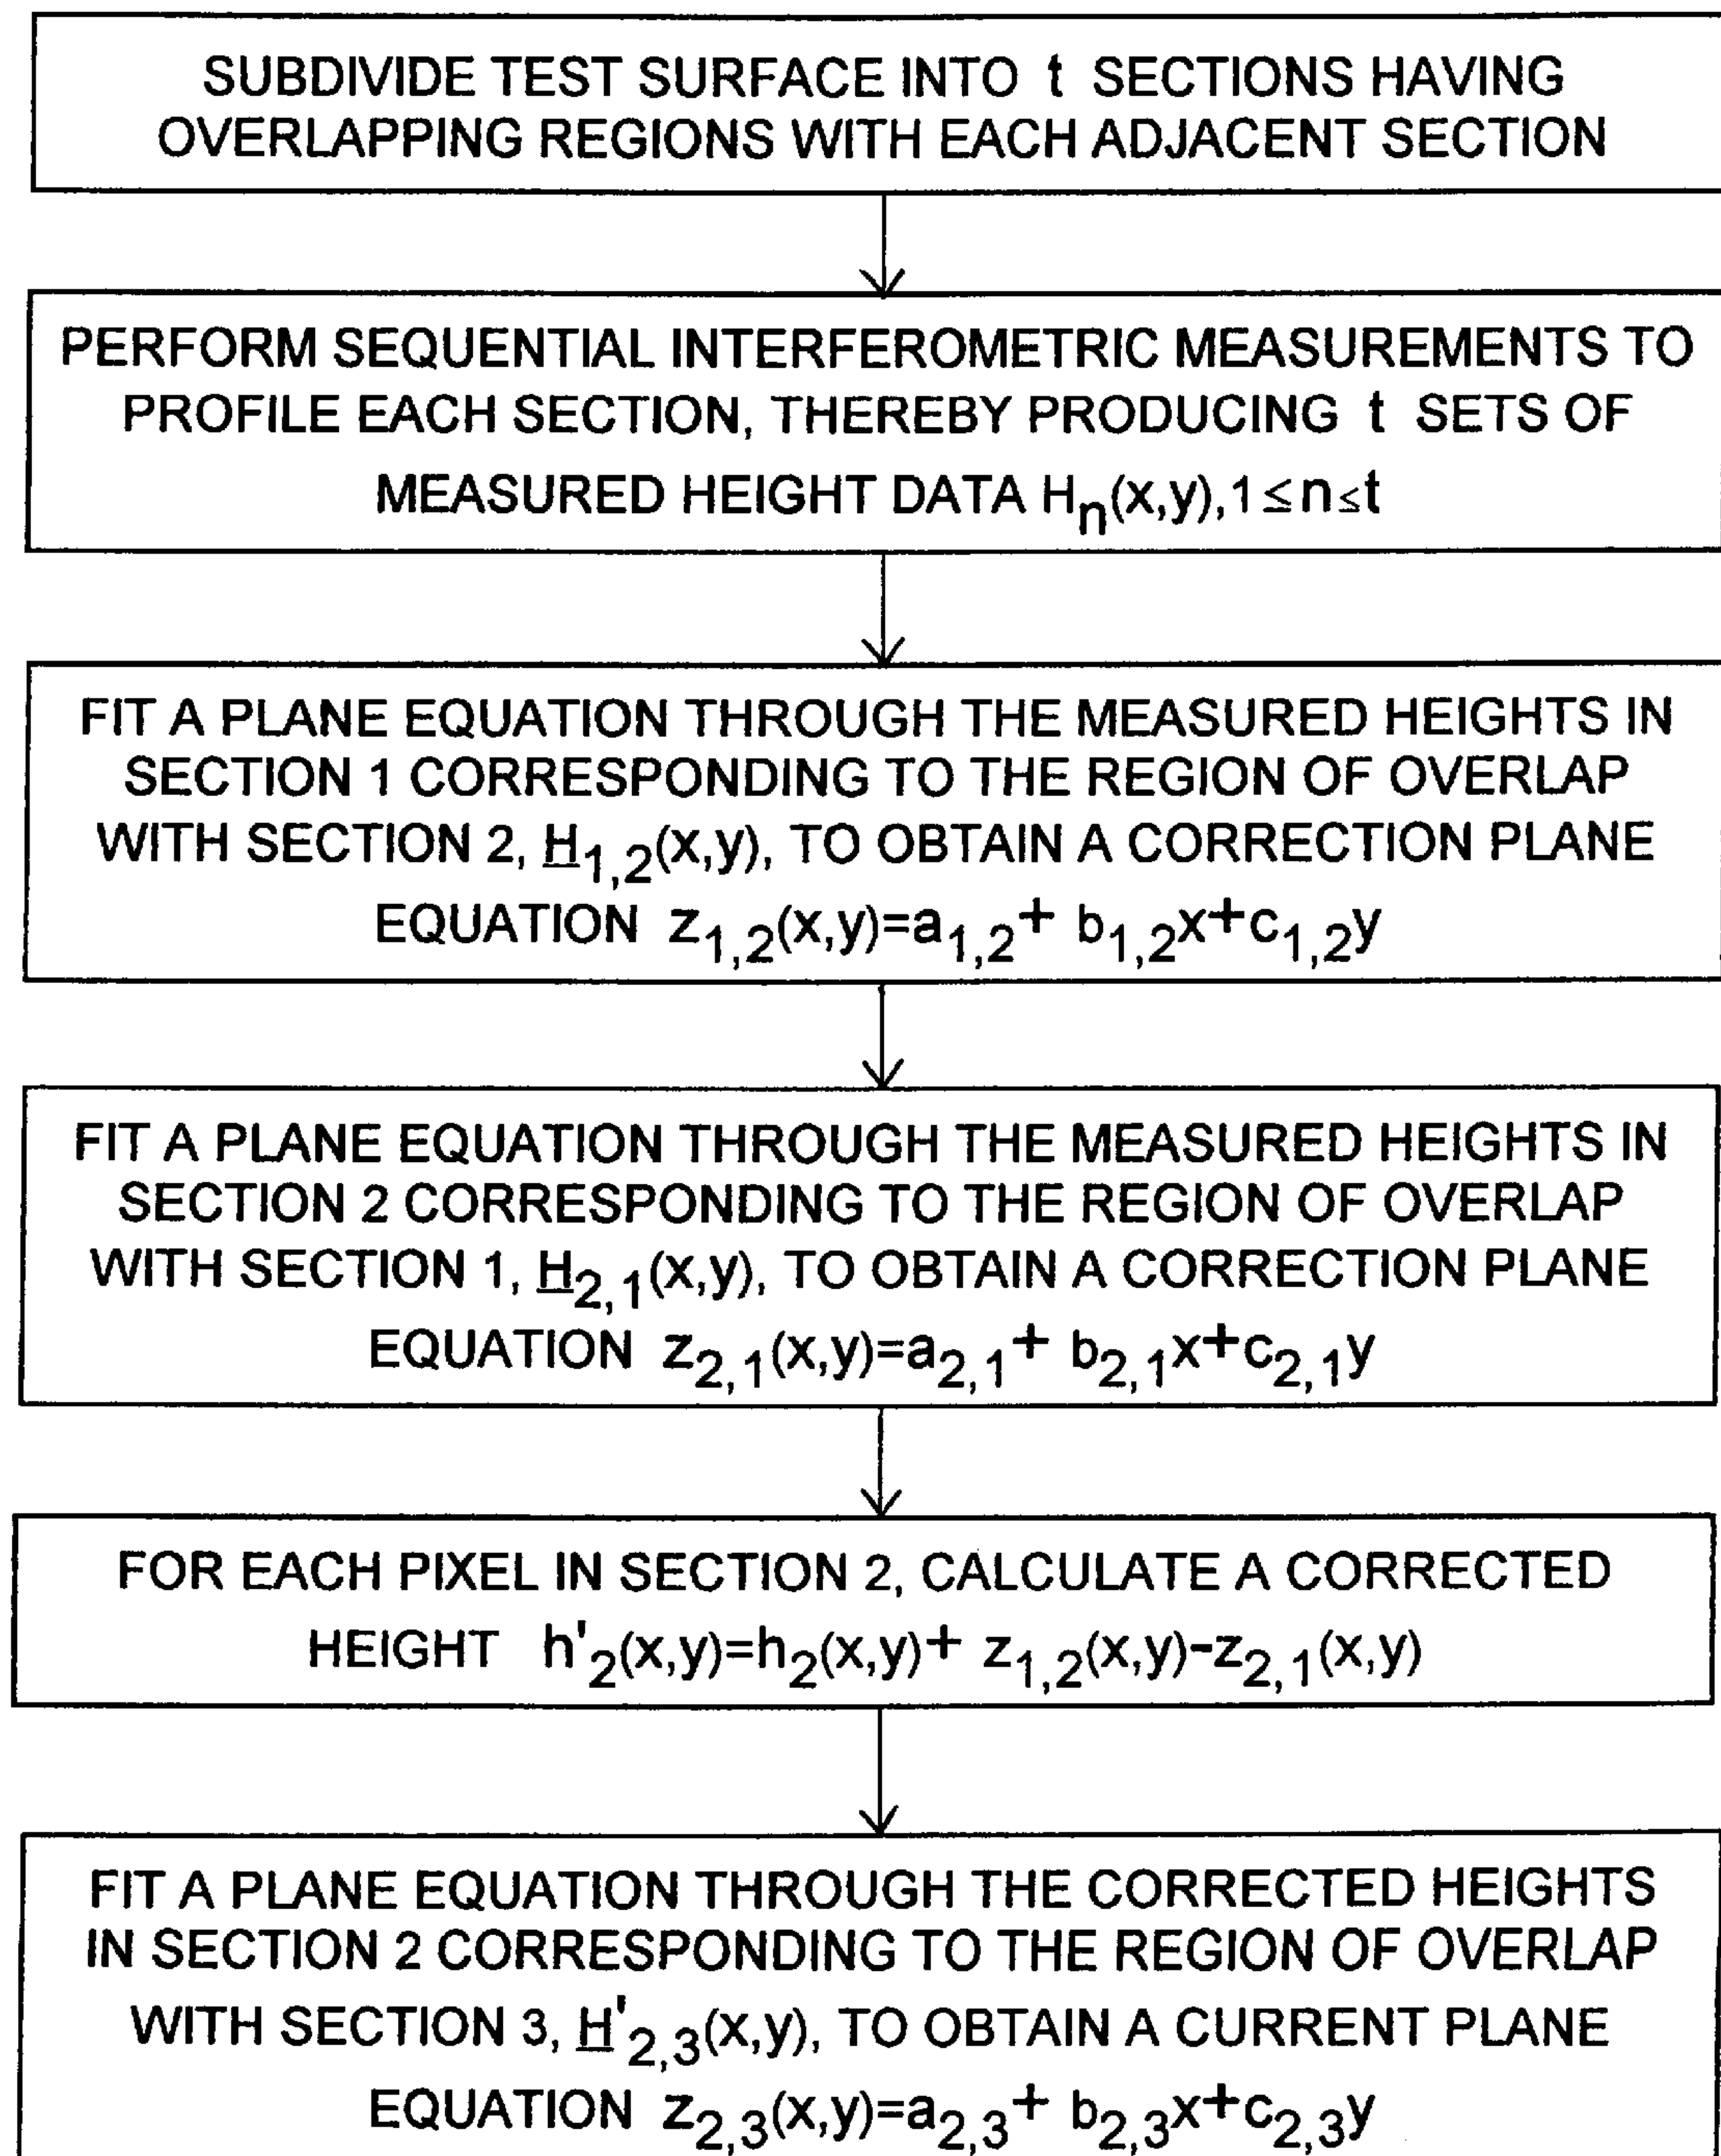 SUBDIVIDE TEST SURFACE INTO t SECTIONS HAVING
OVERLAPPING REGIONS WITH EACH ADJACENT SECTION
PERFORM SEQUENTIAL INTERFEROMETRIC MEASUREMENTS TO
PROFILE EACH SECTION, THEREBY PRODUCING t SETS OF
MEASURED HEIGHT DATA Hₙ(x,y), 1≤n≤t
FIT A PLANE EQUATION THROUGH THE MEASURED HEIGHTS IN
SECTION 1 CORRESPONDING TO THE REGION OF OVERLAP
WITH SECTION 2, H̲₁,₂(x,y), TO OBTAIN A CORRECTION PLANE
EQUATION z₁,₂(x,y)=a₁,₂+ b₁,₂x+c₁,₂y
FIT A PLANE EQUATION THROUGH THE MEASURED HEIGHTS IN
SECTION 2 CORRESPONDING TO THE REGION OF OVERLAP
WITH SECTION 1, H̲₂,₁(x,y), TO OBTAIN A CORRECTION PLANE
EQUATION z₂,₁(x,y)=a₂,₁+ b₂,₁x+c₂,₁y
FOR EACH PIXEL IN SECTION 2, CALCULATE A CORRECTED
HEIGHT h'₂(x,y)=h₂(x,y)+ z₁,₂(x,y)-z₂,₁(x,y)
FIT A PLANE EQUATION THROUGH THE CORRECTED HEIGHTS
IN SECTION 2 CORRESPONDING TO THE REGION OF OVERLAP
WITH SECTION 3, H̲'₂,₃(x,y), TO OBTAIN A CURRENT PLANE
EQUATION z₂,₃(x,y)=a₂,₃+ b₂,₃x+c₂,₃y